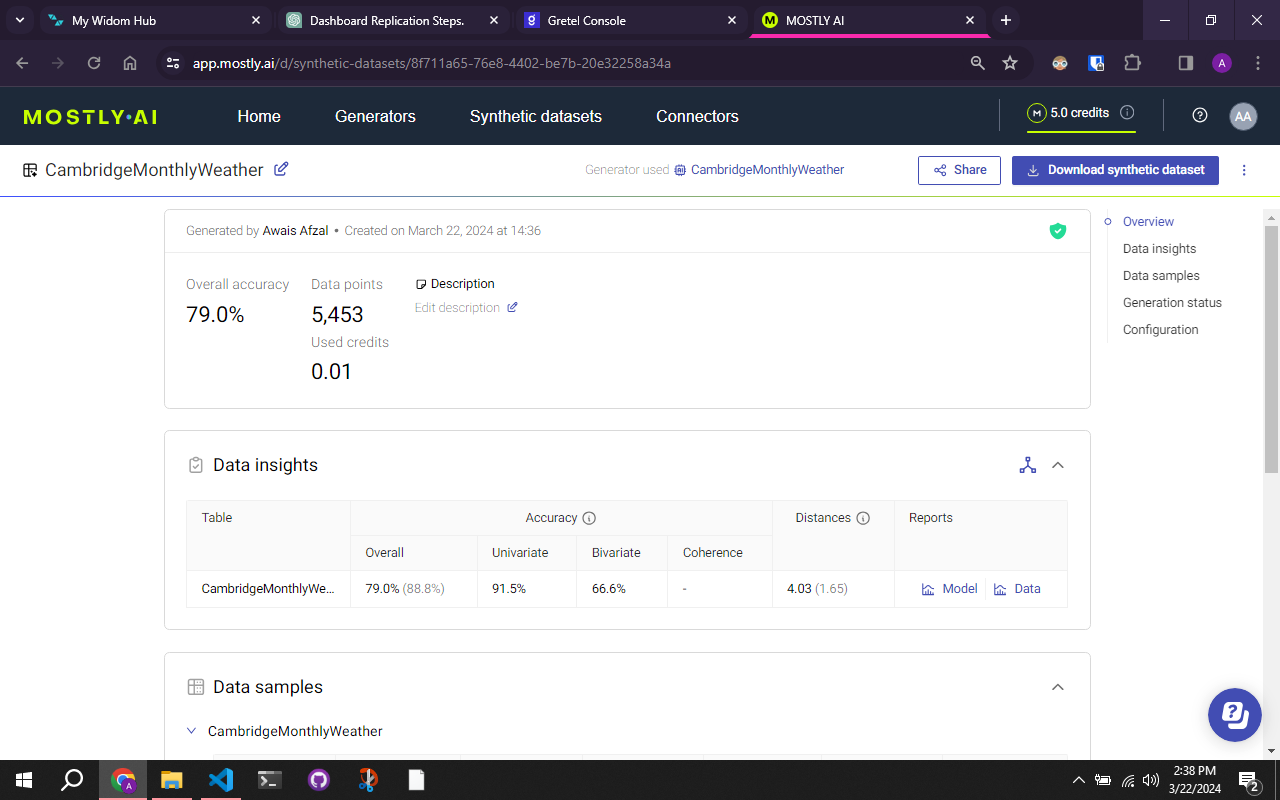 My Widom Hub
Dashboard Replication Steps.
Gretel Console
MOSTLY AI
app.mostly.ai/d/synthetic-datasets/8f711a65-76e8-4402-be7b-20e32258a34a
A
MOSTLY·AI
Home
Generators
Synthetic datasets
Connectors
M 5.0 credits
AA
CambridgeMonthlyWeather
Generator used CambridgeMonthlyWeather
Share
Download synthetic dataset
Generated by Awais Afzal • Created on March 22, 2024 at 14:36
Overall accuracy
79.0%
Data points
5,453
Used credits
0.01
Description
Edit description
Overview
Data insights
Data samples
Generation status
Configuration
Data insights
Table
Accuracy
Distances
Reports
Overall
Univariate
Bivariate
Coherence
CambridgeMonthlyWe...
79.0% (88.8%)
91.5%
66.6%
-
4.03 (1.65)
Model
Data
Data samples
CambridgeMonthlyWeather
2:38 PM
3/22/2024
2